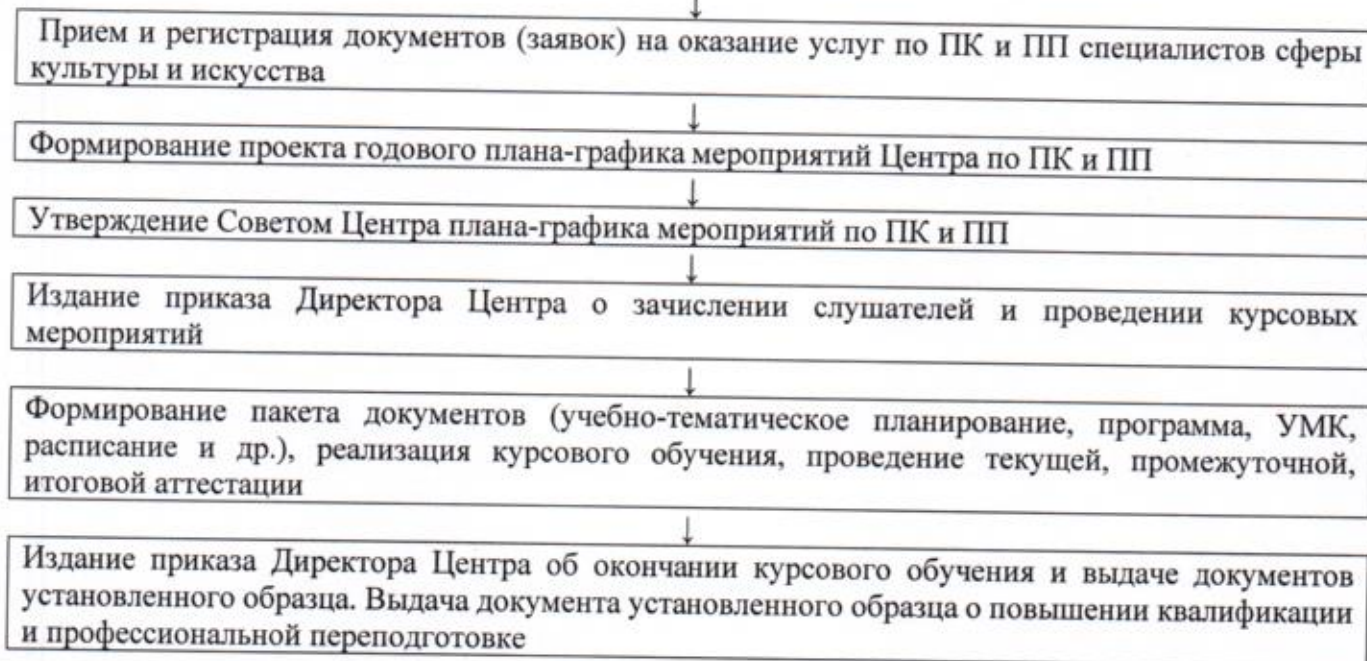 Прием и регистрация документов (заявок) на оказание услуг по ПК и ПП специалистов сферы
культуры и искусства
Формирование проекта годового плана-графика мероприятий Центра по ПК и ПП
Утверждение Советом Центра плана-графика мероприятий по ПК и ПП
Издание приказа Директора Центра о зачислении слушателей и проведении курсовых
мероприятий
Формирование пакета документов (учебно-тематическое планирование, программа, УМК,
расписание и др.), реализация курсового обучения, проведение текущей, промежуточной,
итоговой аттестации
Издание приказа Директора Центра об окончании курсового обучения и выдаче документов
установленного образца. Выдача документа установленного образца о повышении квалификации
и профессиональной переподготовке